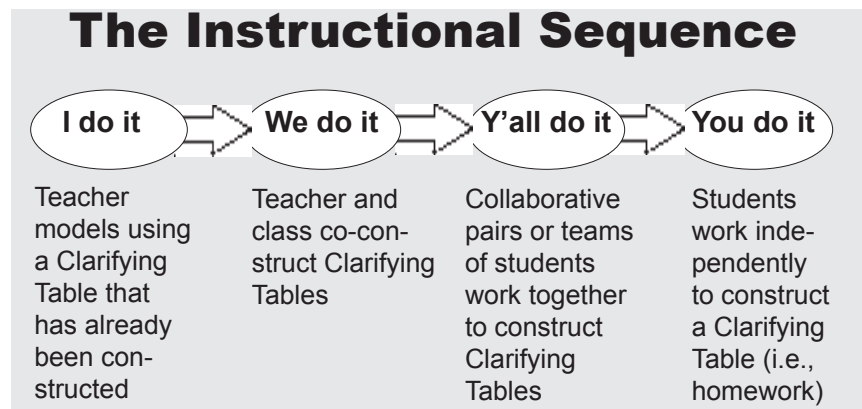 The Instructional Sequence
I do it
We do it
Y'all do it
You do it
Teacher
models using
a Clarifying
Table that
has already
been con-
structed
Teacher and
class co-con-
struct Clarifying
Tables
Collaborative
pairs or teams
of students
work together
to construct
Clarifying
Tables
Students
work inde-
pendently
to construct
a Clarifying
Table (i.e.,
homework)